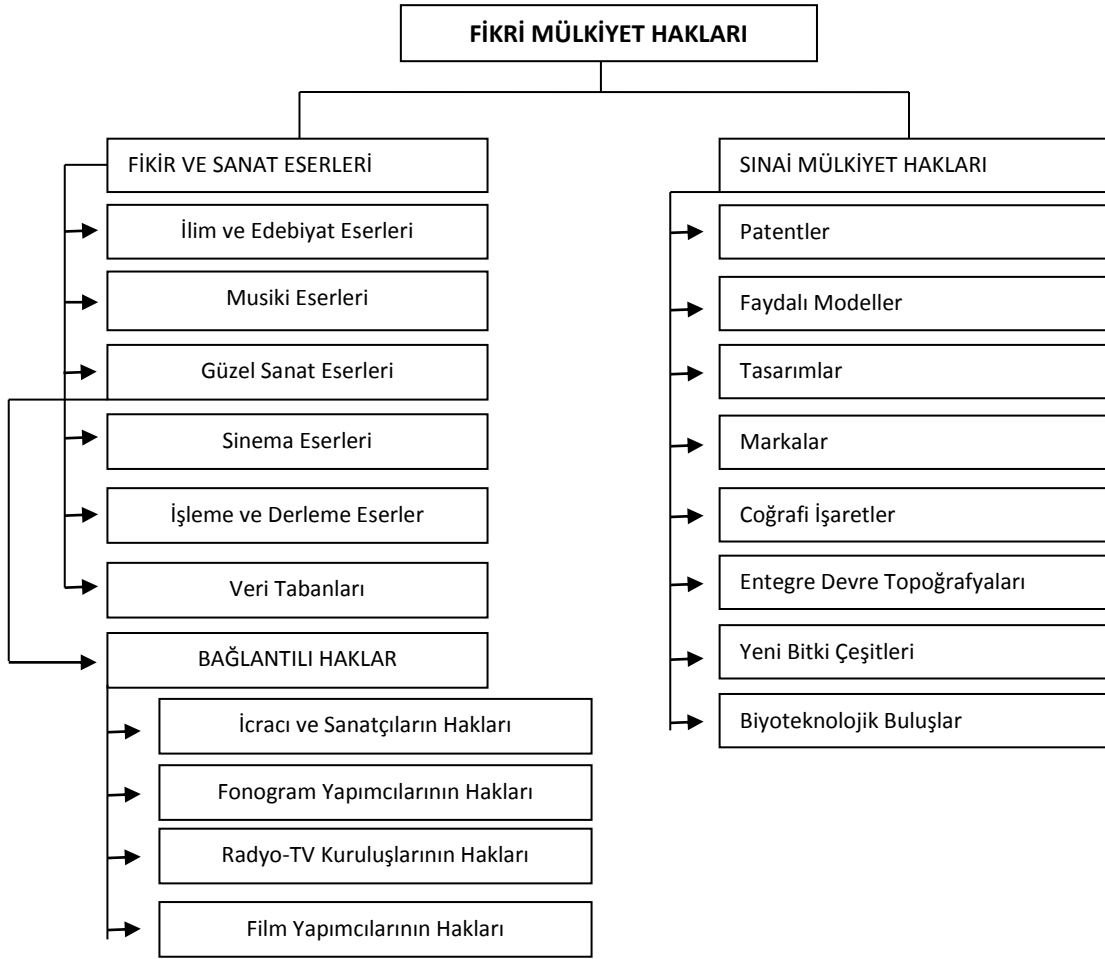 FİKRİ MÜLKİYET HAKLARI
FİKİR VE SANAT ESERLERİ
İlim ve Edebiyat Eserleri
Musiki Eserleri
Güzel Sanat Eserleri
Sinema Eserleri
İşleme ve Derleme Eserler
Veri Tabanları
BAĞLANTILI HAKLAR
İcracı ve Sanatçıların Hakları
Fonogram Yapımcılarının Hakları
Radyo-TV Kuruluşlarının Hakları
Film Yapımcılarının Hakları
SINAİ MÜLKİYET HAKLARI
Patentler
Faydalı Modeller
Tasarımlar
Markalar
Coğrafi İşaretler
Entegre Devre Topoğrafyaları
Yeni Bitki Çeşitleri
Biyoteknolojik Buluşlar